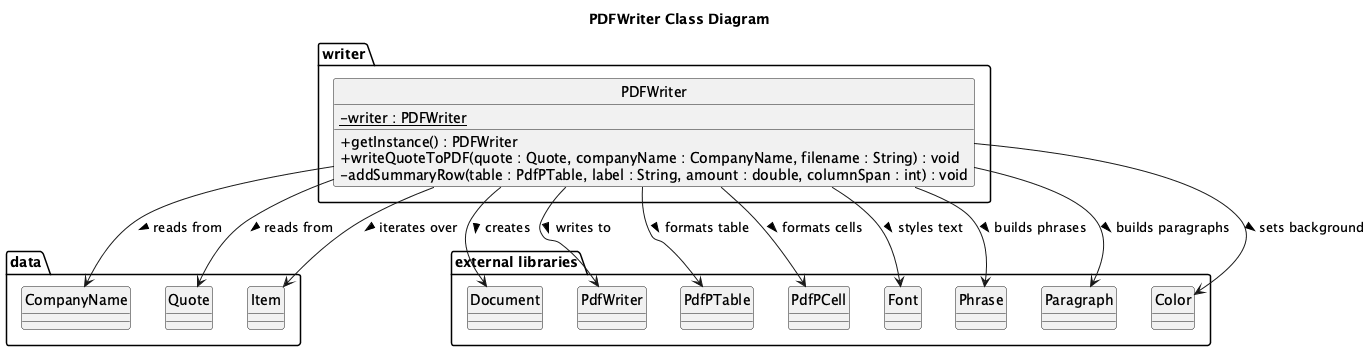 PDFWriter Class Diagram
writer
PDFWriter
-writer : PDFWriter
+getInstance() : PDFWriter
+writeQuoteToPDF(quote : Quote, companyName : CompanyName, filename : String) : void
-addSummaryRow(table : PdfPTable, label : String, amount : double, columnSpan : int) : void
reads from
reads from
iterates over
creates
writes to
formats table
formats cells
styles text
builds phrases
builds paragraphs
sets background
data
CompanyName
Quote
Item
external libraries
Document
PdfWriter
PdfPTable
PdfPCell
Font
Phrase
Paragraph
Color